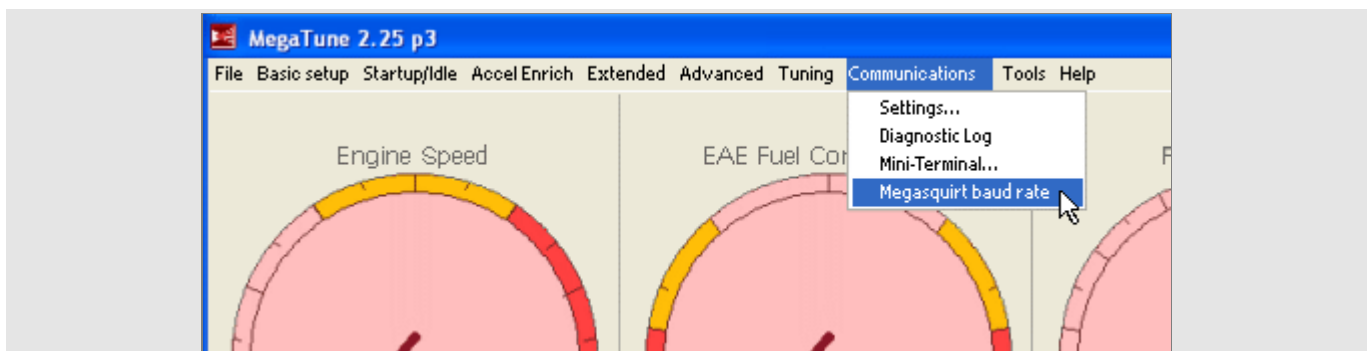 MegaTune 2.25 p3
File Basic setup Startup/Idle Accel Enrich Extended Advanced Tuning Communications Tools Help
Settings...
Diagnostic Log
Mini-Terminal...
Megasquirt baud rate
Engine Speed
EAE Fuel